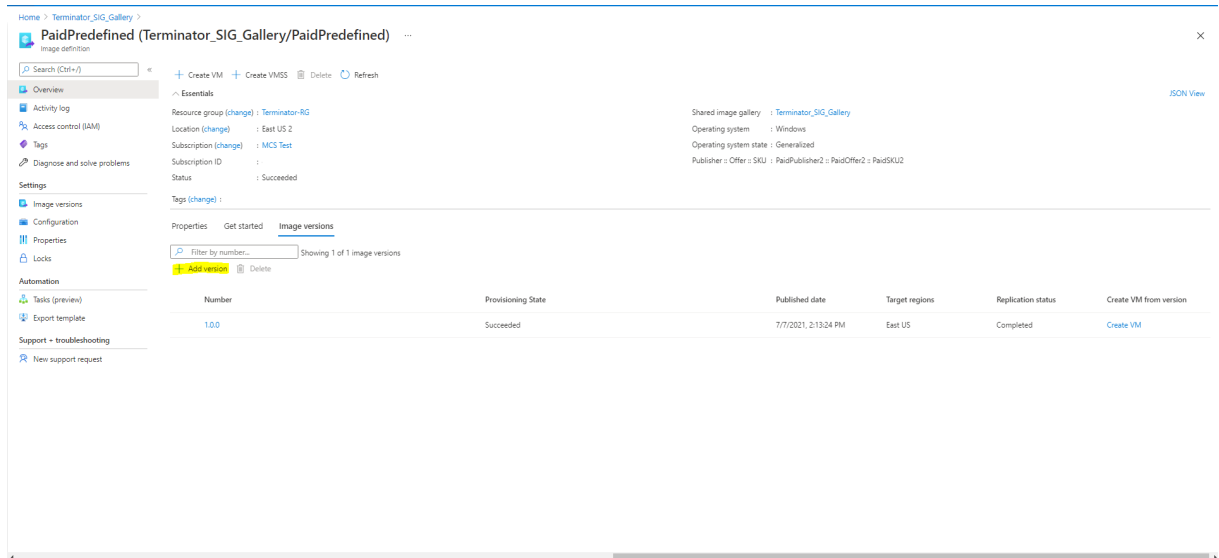 Home > Terminator_SIG_Gallery >
PaidPredefined (Terminator_SIG_Gallery/PaidPredefined) ...
Image definition
Search (Ctrl+/) «
Overview
Activity log
Access control (IAM)
Tags
Diagnose and solve problems
Settings
Image versions
Configuration
Properties
Locks
Automation
Tasks (preview)
Export template
Support + troubleshooting
New support request
+ Create VM + Create VMSS Delete Refresh
Essentials JSON View
Resource group (change) : Terminator-RG Shared image gallery : Terminator_SIG_Gallery
Location (change) : East US 2 Operating system : Windows
Subscription (change) : MCS Test Operating system state : Generalized
Subscription ID : Publisher :: Offer :: SKU : PaidPublisher2 :: PaidOffer2 :: PaidSKU2
Status : Succeeded
Tags (change) :
Properties Get started Image versions
Filter by number... Showing 1 of 1 image versions
+ Add version Delete
Number Provisioning State Published date Target regions Replication status Create VM from version
1.0.0 Succeeded 7/7/2021, 2:13:24 PM East US Completed Create VM